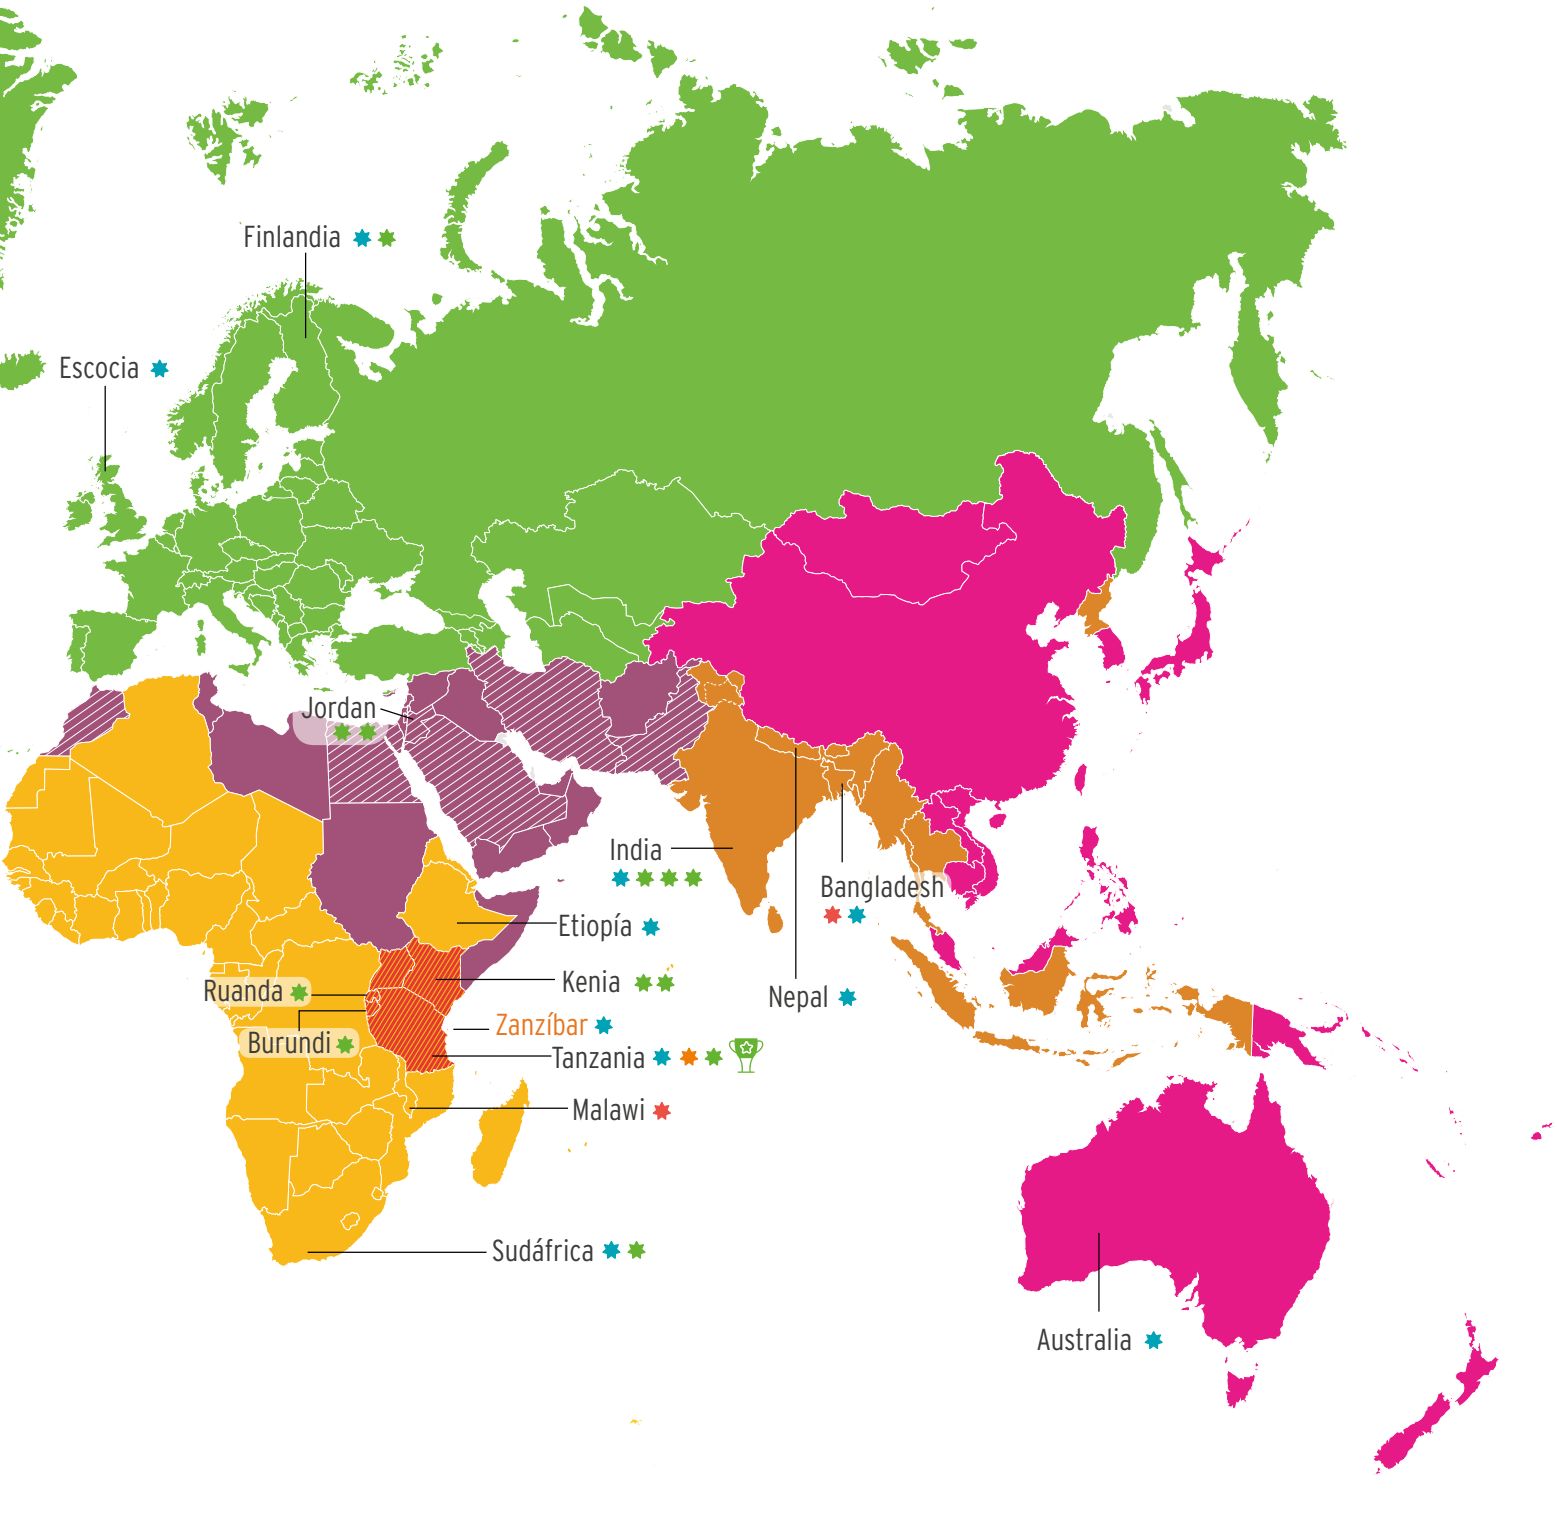 Finlandia
Escocia
Jordan
India
Bangladesh
Etiopía
Kenia
Ruanda
Nepal
Zanzíbar
Burundi
Tanzania
Malawi
Sudáfrica
Australia